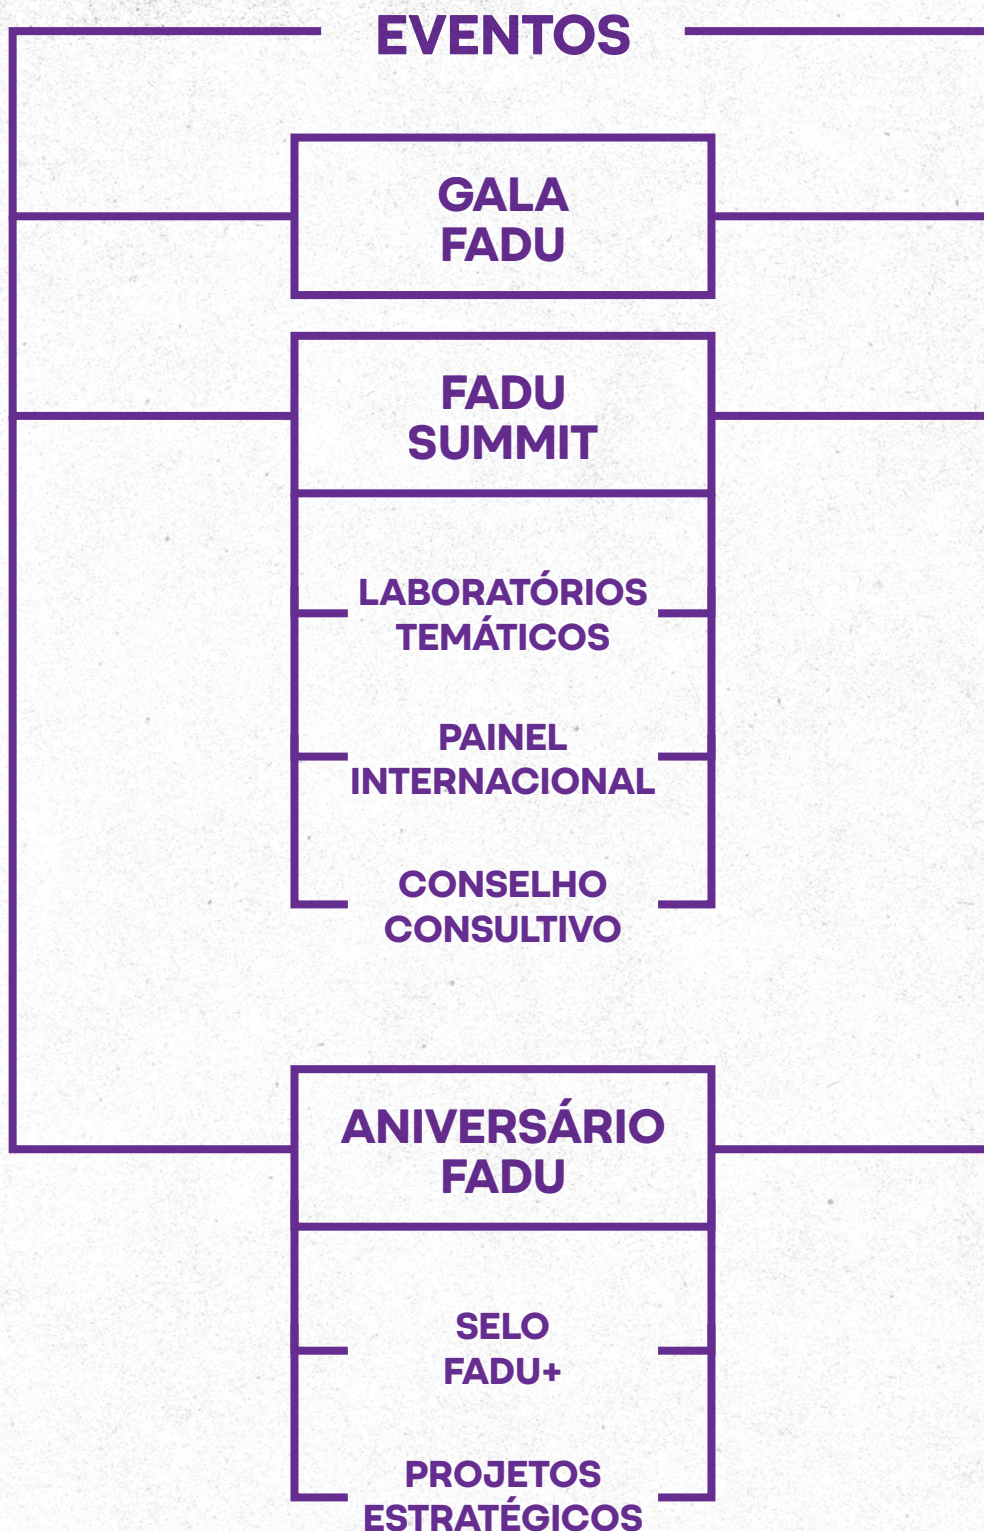 EVENTOS
GALA
FADU
FADU
SUMMIT
LABORATÓRIOS
TEMÁTICOS
PAINEL
INTERNACIONAL
CONSELHO
CONSULTIVO
ANIVERSÁRIO
FADU
SELO
FADU+
PROJETOS
ESTRATÉGICOS